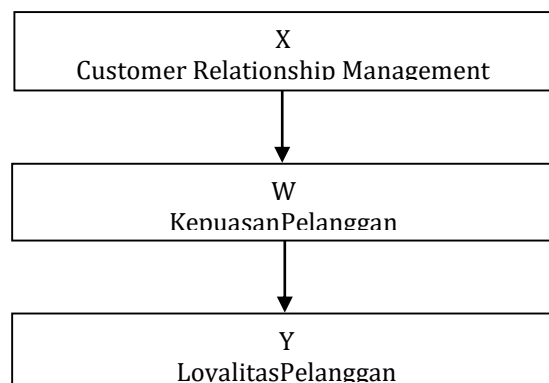 X
Customer Relationship Management
W
KepuasanPelanggan
Y
LoyalitasPelanggan